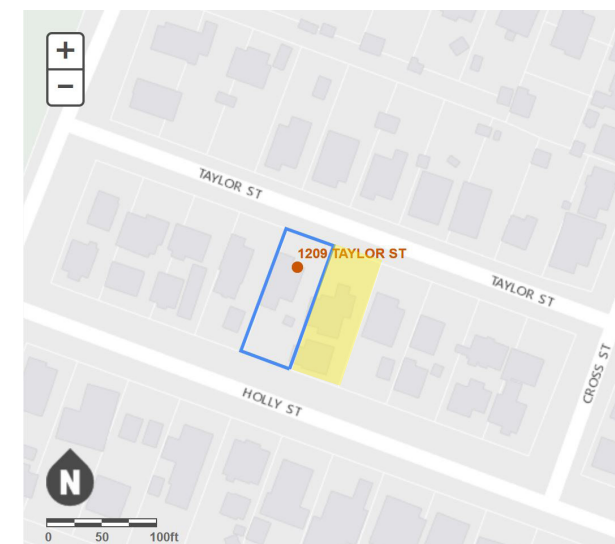 +
−
TAYLOR ST
1209 TAYLOR ST
TAYLOR ST
CROSS ST
HOLLY ST
N
0 50 100ft